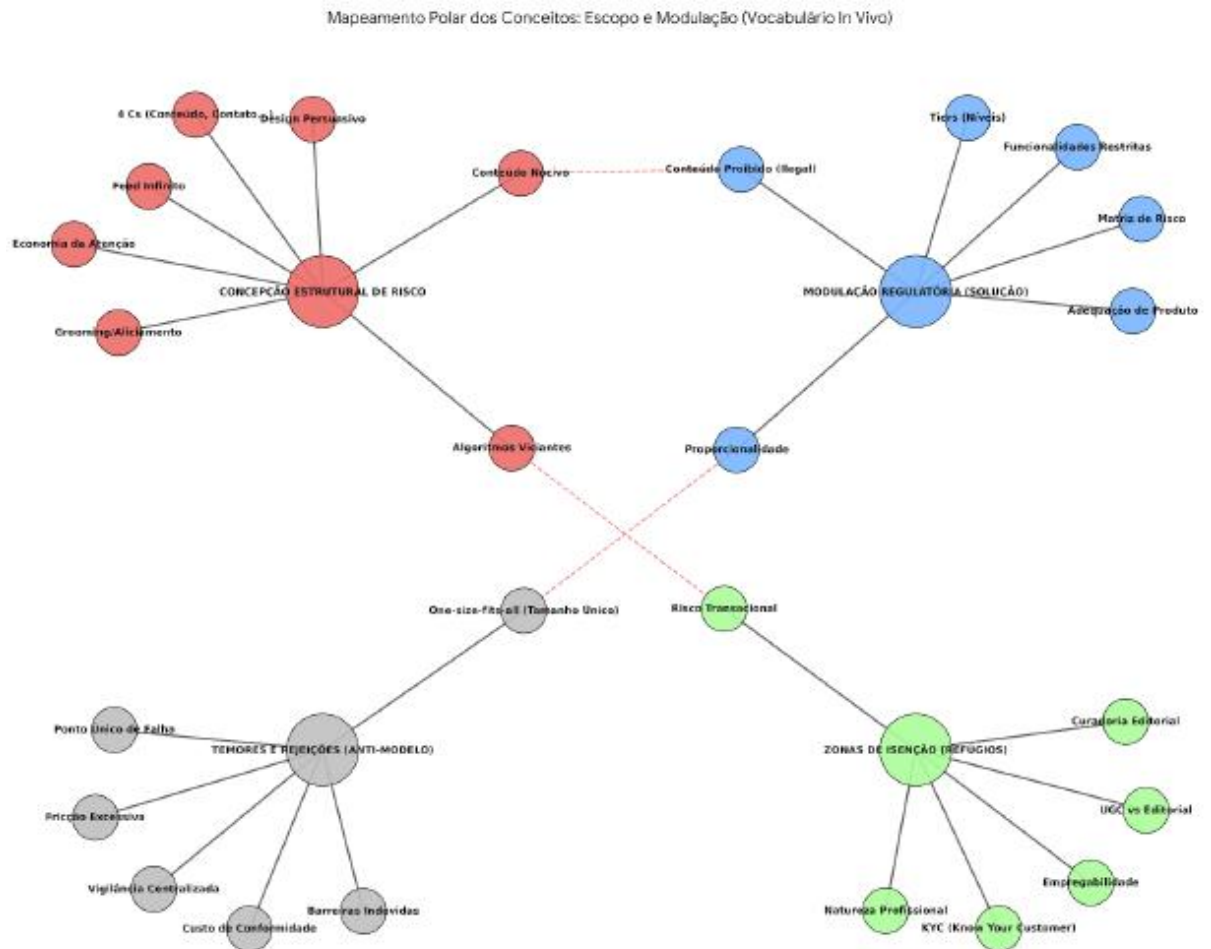 Mapeamento Polar dos Conceitos: Escopo e Modulação (Vocabulário In Vivo)
4 Cs (Conteúdo, Contato...)
Design Persuasivo
Feed Infinito
Economia da Atenção
Grooming/Aliciamento
Conteúdo Nocivo
CONCEPÇÃO ESTRUTURAL DE RISCO
Algoritmos Viciantes
Conteúdo Proibido (Ilegal)
Tiers (Níveis)
Funcionalidades Restritas
Matriz de Risco
Adequação de Produto
MODULAÇÃO REGULATÓRIA (SOLUÇÃO)
Proporcionalidade
One-size-fits-all (Tamanho Único)
Ponto Único de Falha
TEMORES E REJEIÇÕES (ANTI-MODELO)
Fricção Excessiva
Vigilância Centralizada
Custo de Conformidade
Barreiras Indevidas
Risco Transacional
Curadoria Editorial
ZONAS DE ISENÇÃO (REFÚGIOS)
UGC vs Editorial
Empregabilidade
Natureza Profissional
KYC (Know Your Customer)